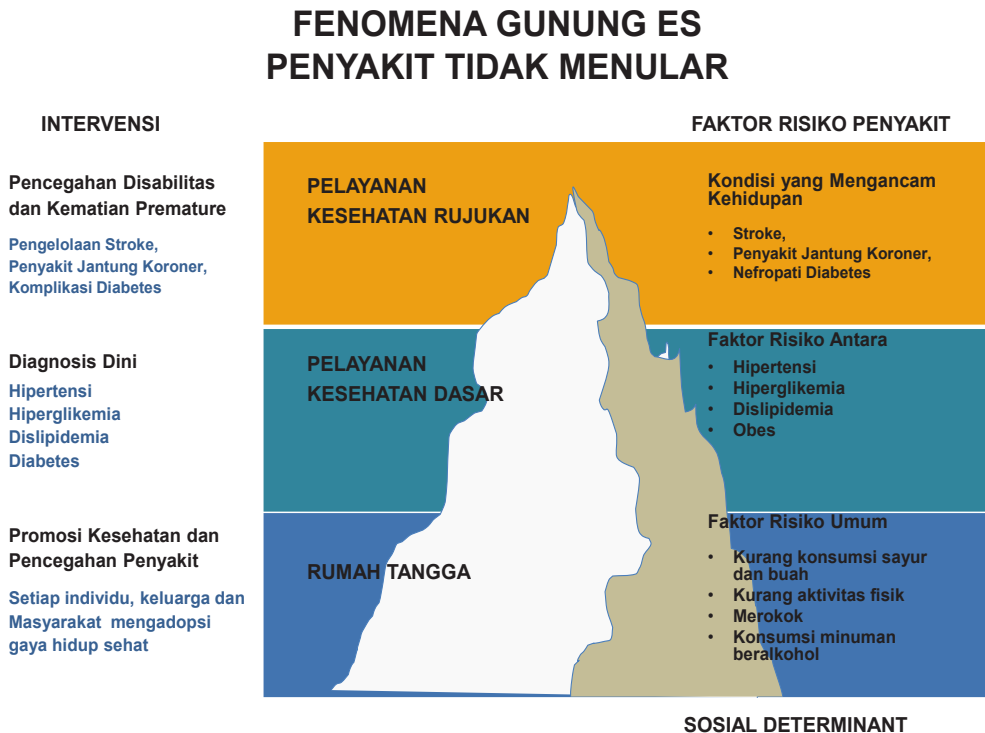 FENOMENA GUNUNG ES
PENYAKIT TIDAK MENULAR
INTERVENSI
FAKTOR RISIKO PENYAKIT
Pencegahan Disabilitas
dan Kematian Premature
Pengelolaan Stroke,
Penyakit Jantung Koroner,
Komplikasi Diabetes
PELAYANAN
KESEHATAN RUJUKAN
Kondisi yang Mengancam
Kehidupan
• Stroke,
• Penyakit Jantung Koroner,
• Nefropati Diabetes
Diagnosis Dini
Hipertensi
Hiperglikemia
Dislipidemia
Diabetes
PELAYANAN
KESEHATAN DASAR
Faktor Risiko Antara
• Hipertensi
• Hiperglikemia
• Dislipidemia
• Obes
Promosi Kesehatan dan
Pencegahan Penyakit
Setiap individu, keluarga dan
Masyarakat mengadopsi
gaya hidup sehat
RUMAH TANGGA
Faktor Risiko Umum
• Kurang konsumsi sayur
dan buah
• Kurang aktivitas fisik
• Merokok
• Konsumsi minuman
beralkohol
SOSIAL DETERMINANT